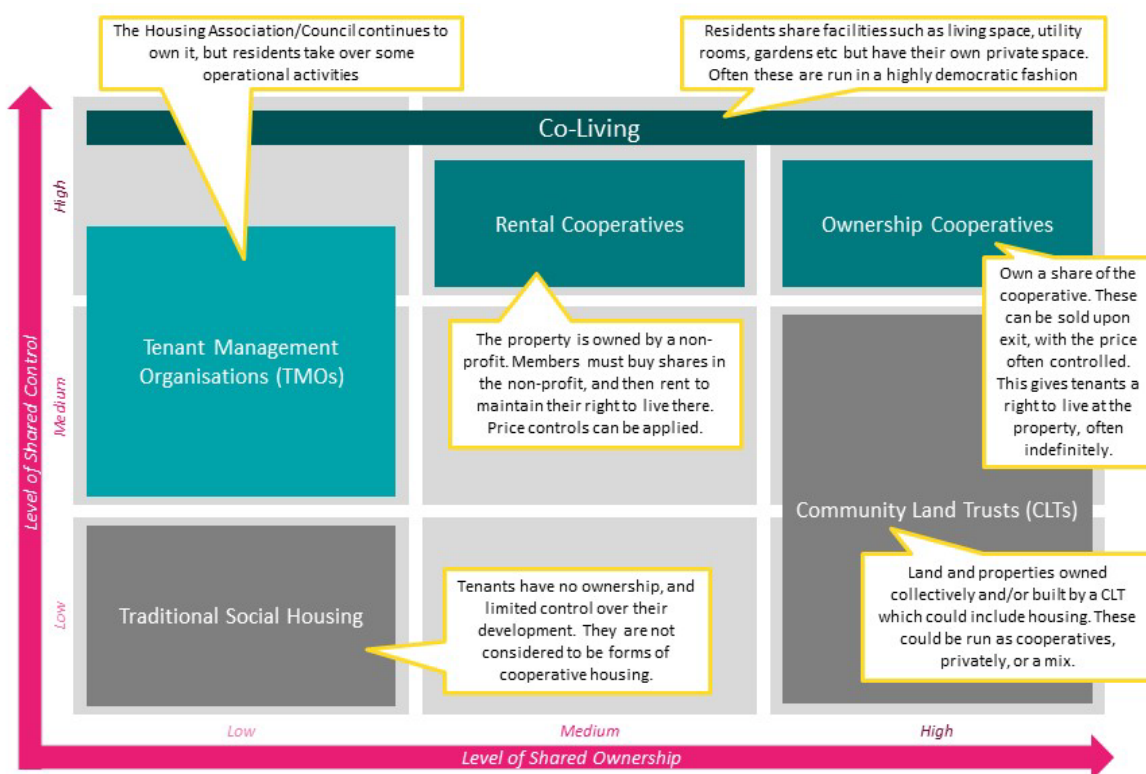 The Housing Association/Council continues to
own it, but residents take over some
operational activities
Residents share facilities such as living space, utility
rooms, gardens etc but have their own private space.
Often these are run in a highly democratic fashion
Co-Living
High
Rental Cooperatives
Ownership Cooperatives
Own a share of the
cooperative. These
can be sold upon
exit, with the price
often controlled.
This gives tenants a
right to live at the
property, often
indefinitely.
Level of Shared Control
Medium
Tenant Management
Organisations (TMOs)
The property is owned by a non-
profit. Members must buy shares in
the non-profit, and then rent to
maintain their right to live there.
Price controls can be applied.
Community Land Trusts (CLTs)
Land and properties owned
collectively and/or built by a CLT
which could include housing. These
could be run as cooperatives,
privately, or a mix.
Low
Traditional Social Housing
Tenants have no ownership, and
limited control over their
development. They are not
considered to be forms of
cooperative housing.
Low
Medium
High
Level of Shared Ownership